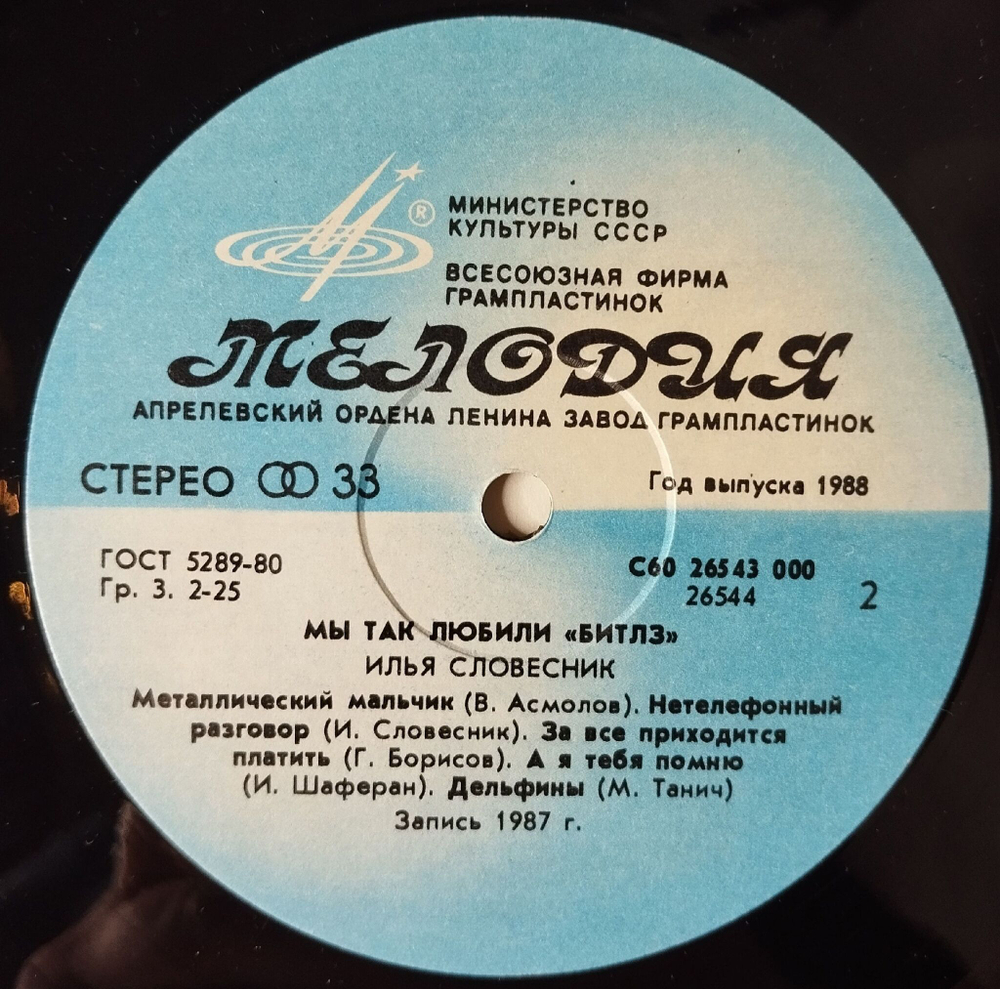 ®
МИНИСТЕРСТВО
КУЛЬТУРЫ СССР
ВСЕСОЮЗНАЯ ФИРМА
ГРАМПЛАСТИНОК
МЕЛОДИЯ
АПРЕЛЕВСКИЙ ОРДЕНА ЛЕНИНА ЗАВОД ГРАМПЛАСТИНОК
СТЕРЕО 33
Год выпуска 1988
ГОСТ 5289-80
Гр. 3. 2-25
С60 26543 000
26544
2
МЫ ТАК ЛЮБИЛИ «БИТЛЗ»
ИЛЬЯ СЛОВЕСНИК
Металлический мальчик (В. Асмолов). Нетелефонный
разговор (И. Словесник). За все приходится
платить (Г. Борисов). А я тебя помню
(И. Шаферан). Дельфины (М. Танич)
Запись 1987 г.